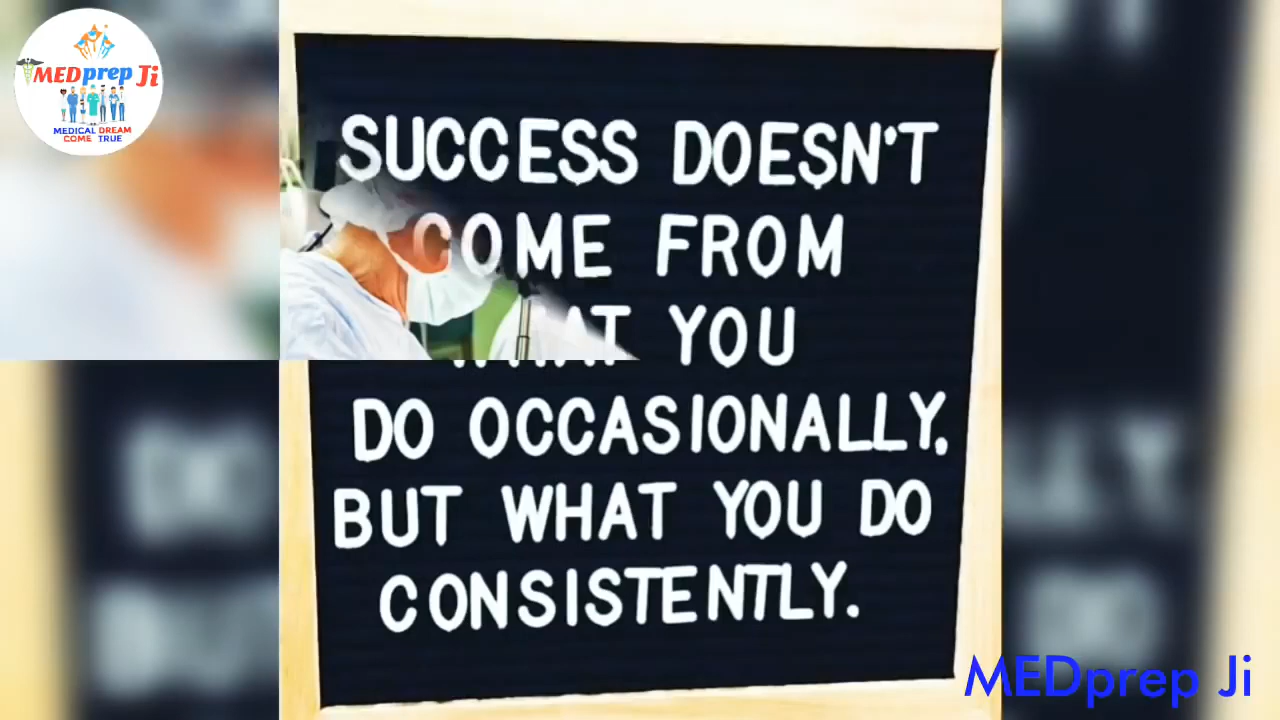 MEDprep Ji
MEDICAL DREAM
COME TRUE
SUCCESS DOESN'T
COME FROM
WHAT YOU
DO OCCASIONALLY,
BUT WHAT YOU DO
CONSISTENTLY.
MEDprep Ji